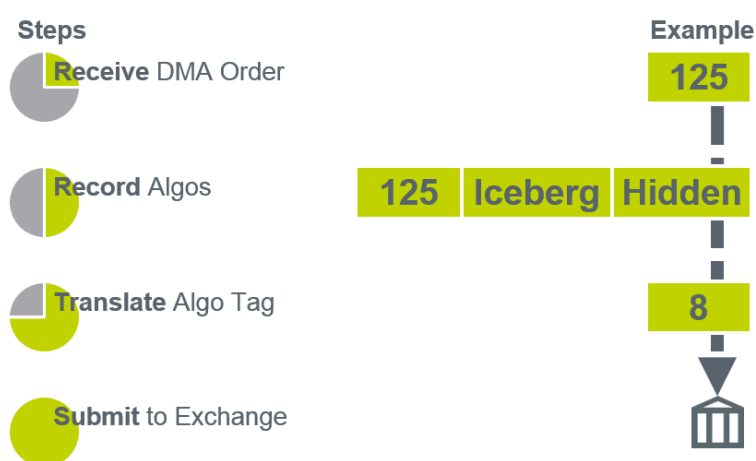 Steps Example
Receive DMA Order 125
Record Algos 125 Iceberg Hidden
Translate Algo Tag 8
Submit to Exchange